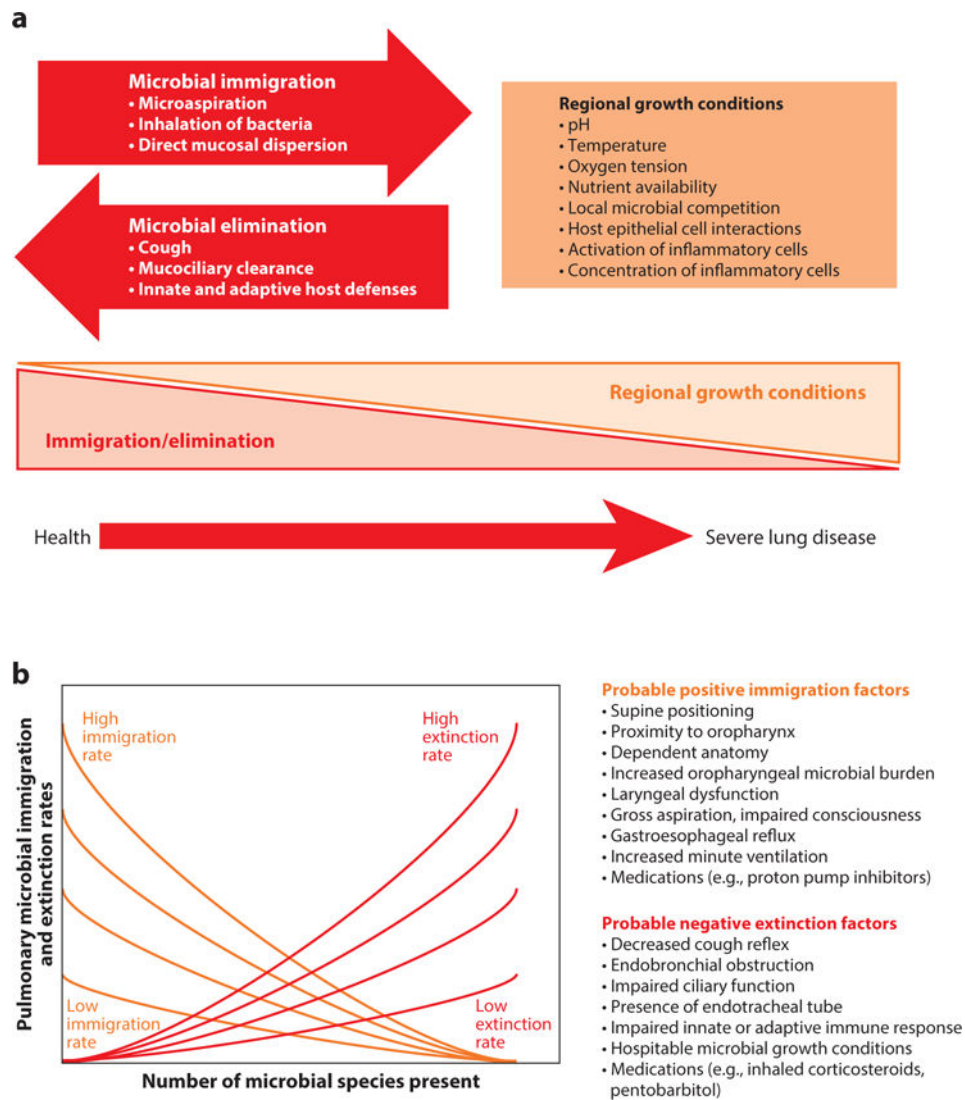 a
Microbial immigration
• Microaspiration
• Inhalation of bacteria
• Direct mucosal dispersion
Microbial elimination
• Cough
• Mucociliary clearance
• Innate and adaptive host defenses
Regional growth conditions
• pH
• Temperature
• Oxygen tension
• Nutrient availability
• Local microbial competition
• Host epithelial cell interactions
• Activation of inflammatory cells
• Concentration of inflammatory cells
Regional growth conditions
Immigration/elimination
Health
Severe lung disease
b
Pulmonary microbial immigration
and extinction rates
High
immigration
rate
High
extinction
rate
Low
immigration
rate
Low
extinction
rate
Number of microbial species present
Probable positive immigration factors
• Supine positioning
• Proximity to oropharynx
• Dependent anatomy
• Increased oropharyngeal microbial burden
• Laryngeal dysfunction
• Gross aspiration, impaired consciousness
• Gastroesophageal reflux
• Increased minute ventilation
• Medications (e.g., proton pump inhibitors)
Probable negative extinction factors
• Decreased cough reflex
• Endobronchial obstruction
• Impaired ciliary function
• Presence of endotracheal tube
• Impaired innate or adaptive immune response
• Hospitable microbial growth conditions
• Medications (e.g., inhaled corticosteroids,
pentobarbitol)